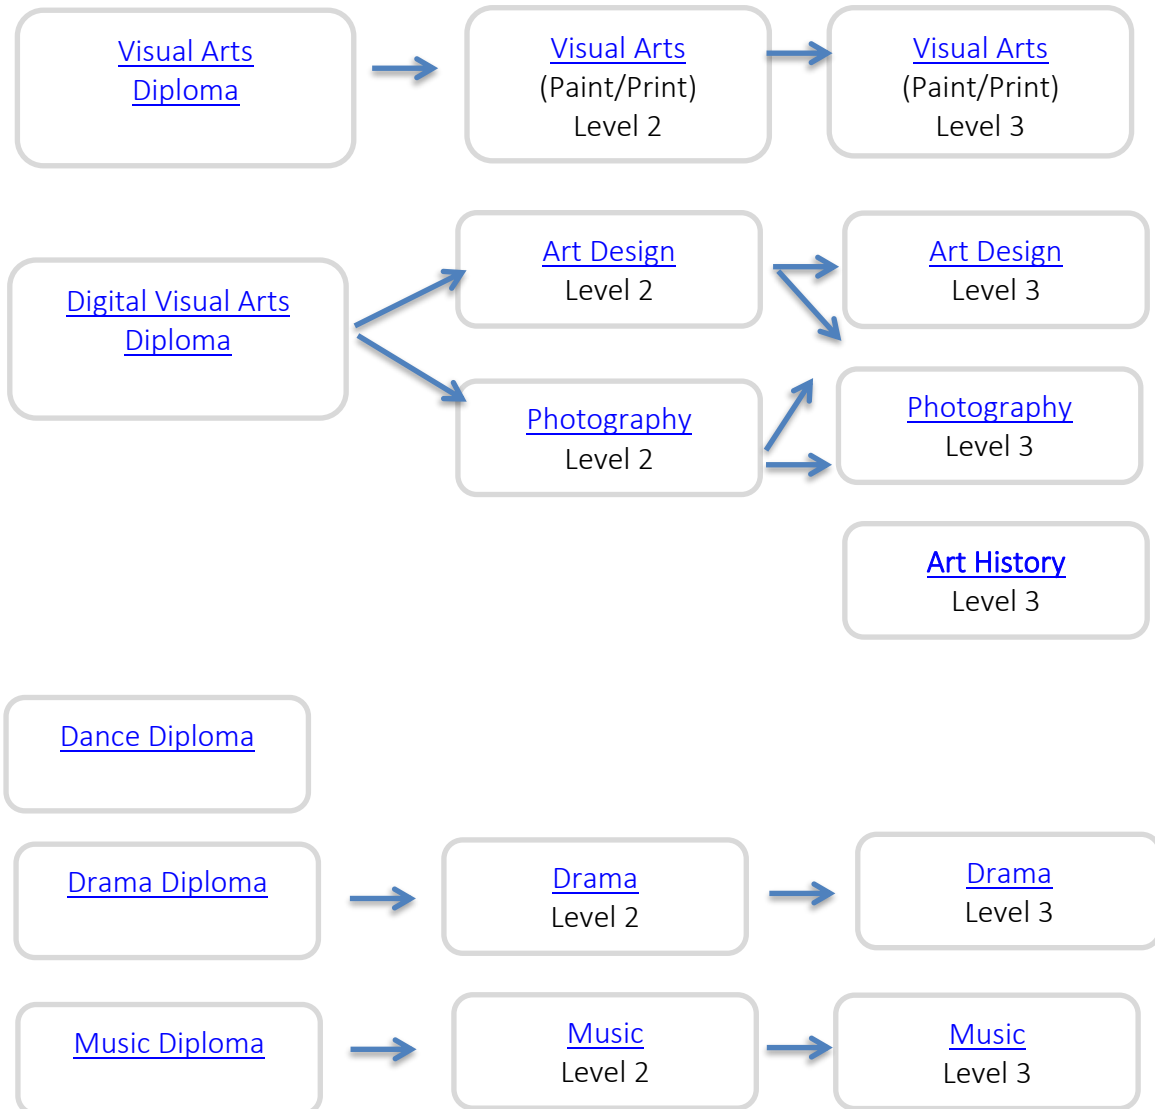 Visual Arts
Diploma
Visual Arts
(Paint/Print)
Level 2
Visual Arts
(Paint/Print)
Level 3
Digital Visual Arts
Diploma
Art Design
Level 2
Art Design
Level 3
Photography
Level 2
Photography
Level 3
Art History
Level 3
Dance Diploma
Drama Diploma
Drama
Level 2
Drama
Level 3
Music Diploma
Music
Level 2
Music
Level 3